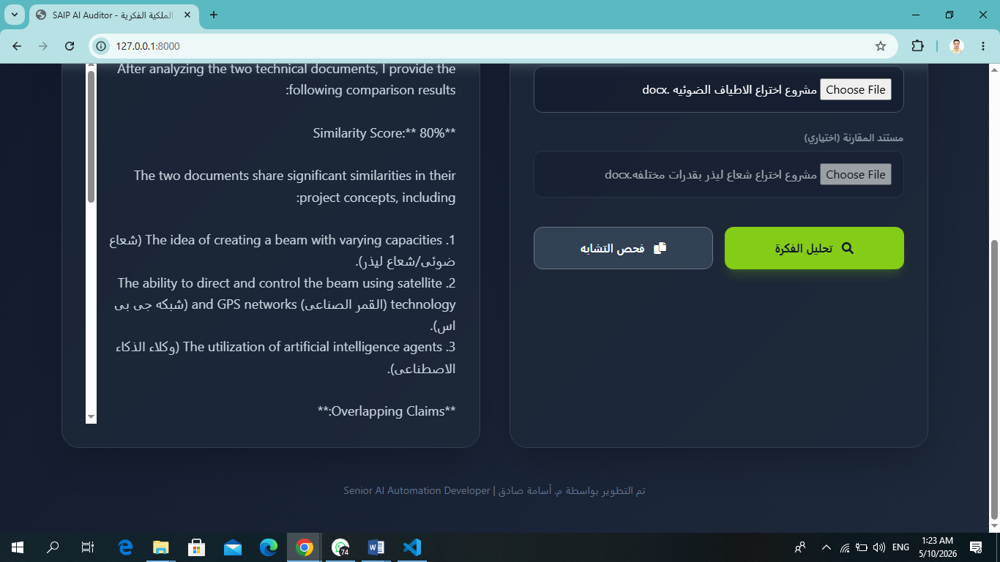 SAIP AI Auditor - الملكية الفكرية
127.0.0.1:8000
Choose File مشروع اختراع الاطياف الضوئيه .docx
مستند المقارنة (اختياري)
Choose File مشروع اختراع شعاع ليذر بقدرات مختلفه.docx
تحليل الفكرة
فحص التشابه
After analyzing the two technical documents, I provide the
following comparison results:
**Similarity Score:** 80%
The two documents share significant similarities in their
project concepts, including:
1. The idea of creating a beam with varying capacities (شعاع
ضوئى/شعاع ليذر).
2. The ability to direct and control the beam using satellite
technology (القمر الصناعى) and GPS networks (شبكه جى بى
اس).
3. The utilization of artificial intelligence agents (وكلاء الذكاء
الاصطناعى).
**Overlapping Claims:**
تم التطوير بواسطة م. أسامة صادق | Senior AI Automation Developer
74
ENG
1:23 AM
5/10/2026